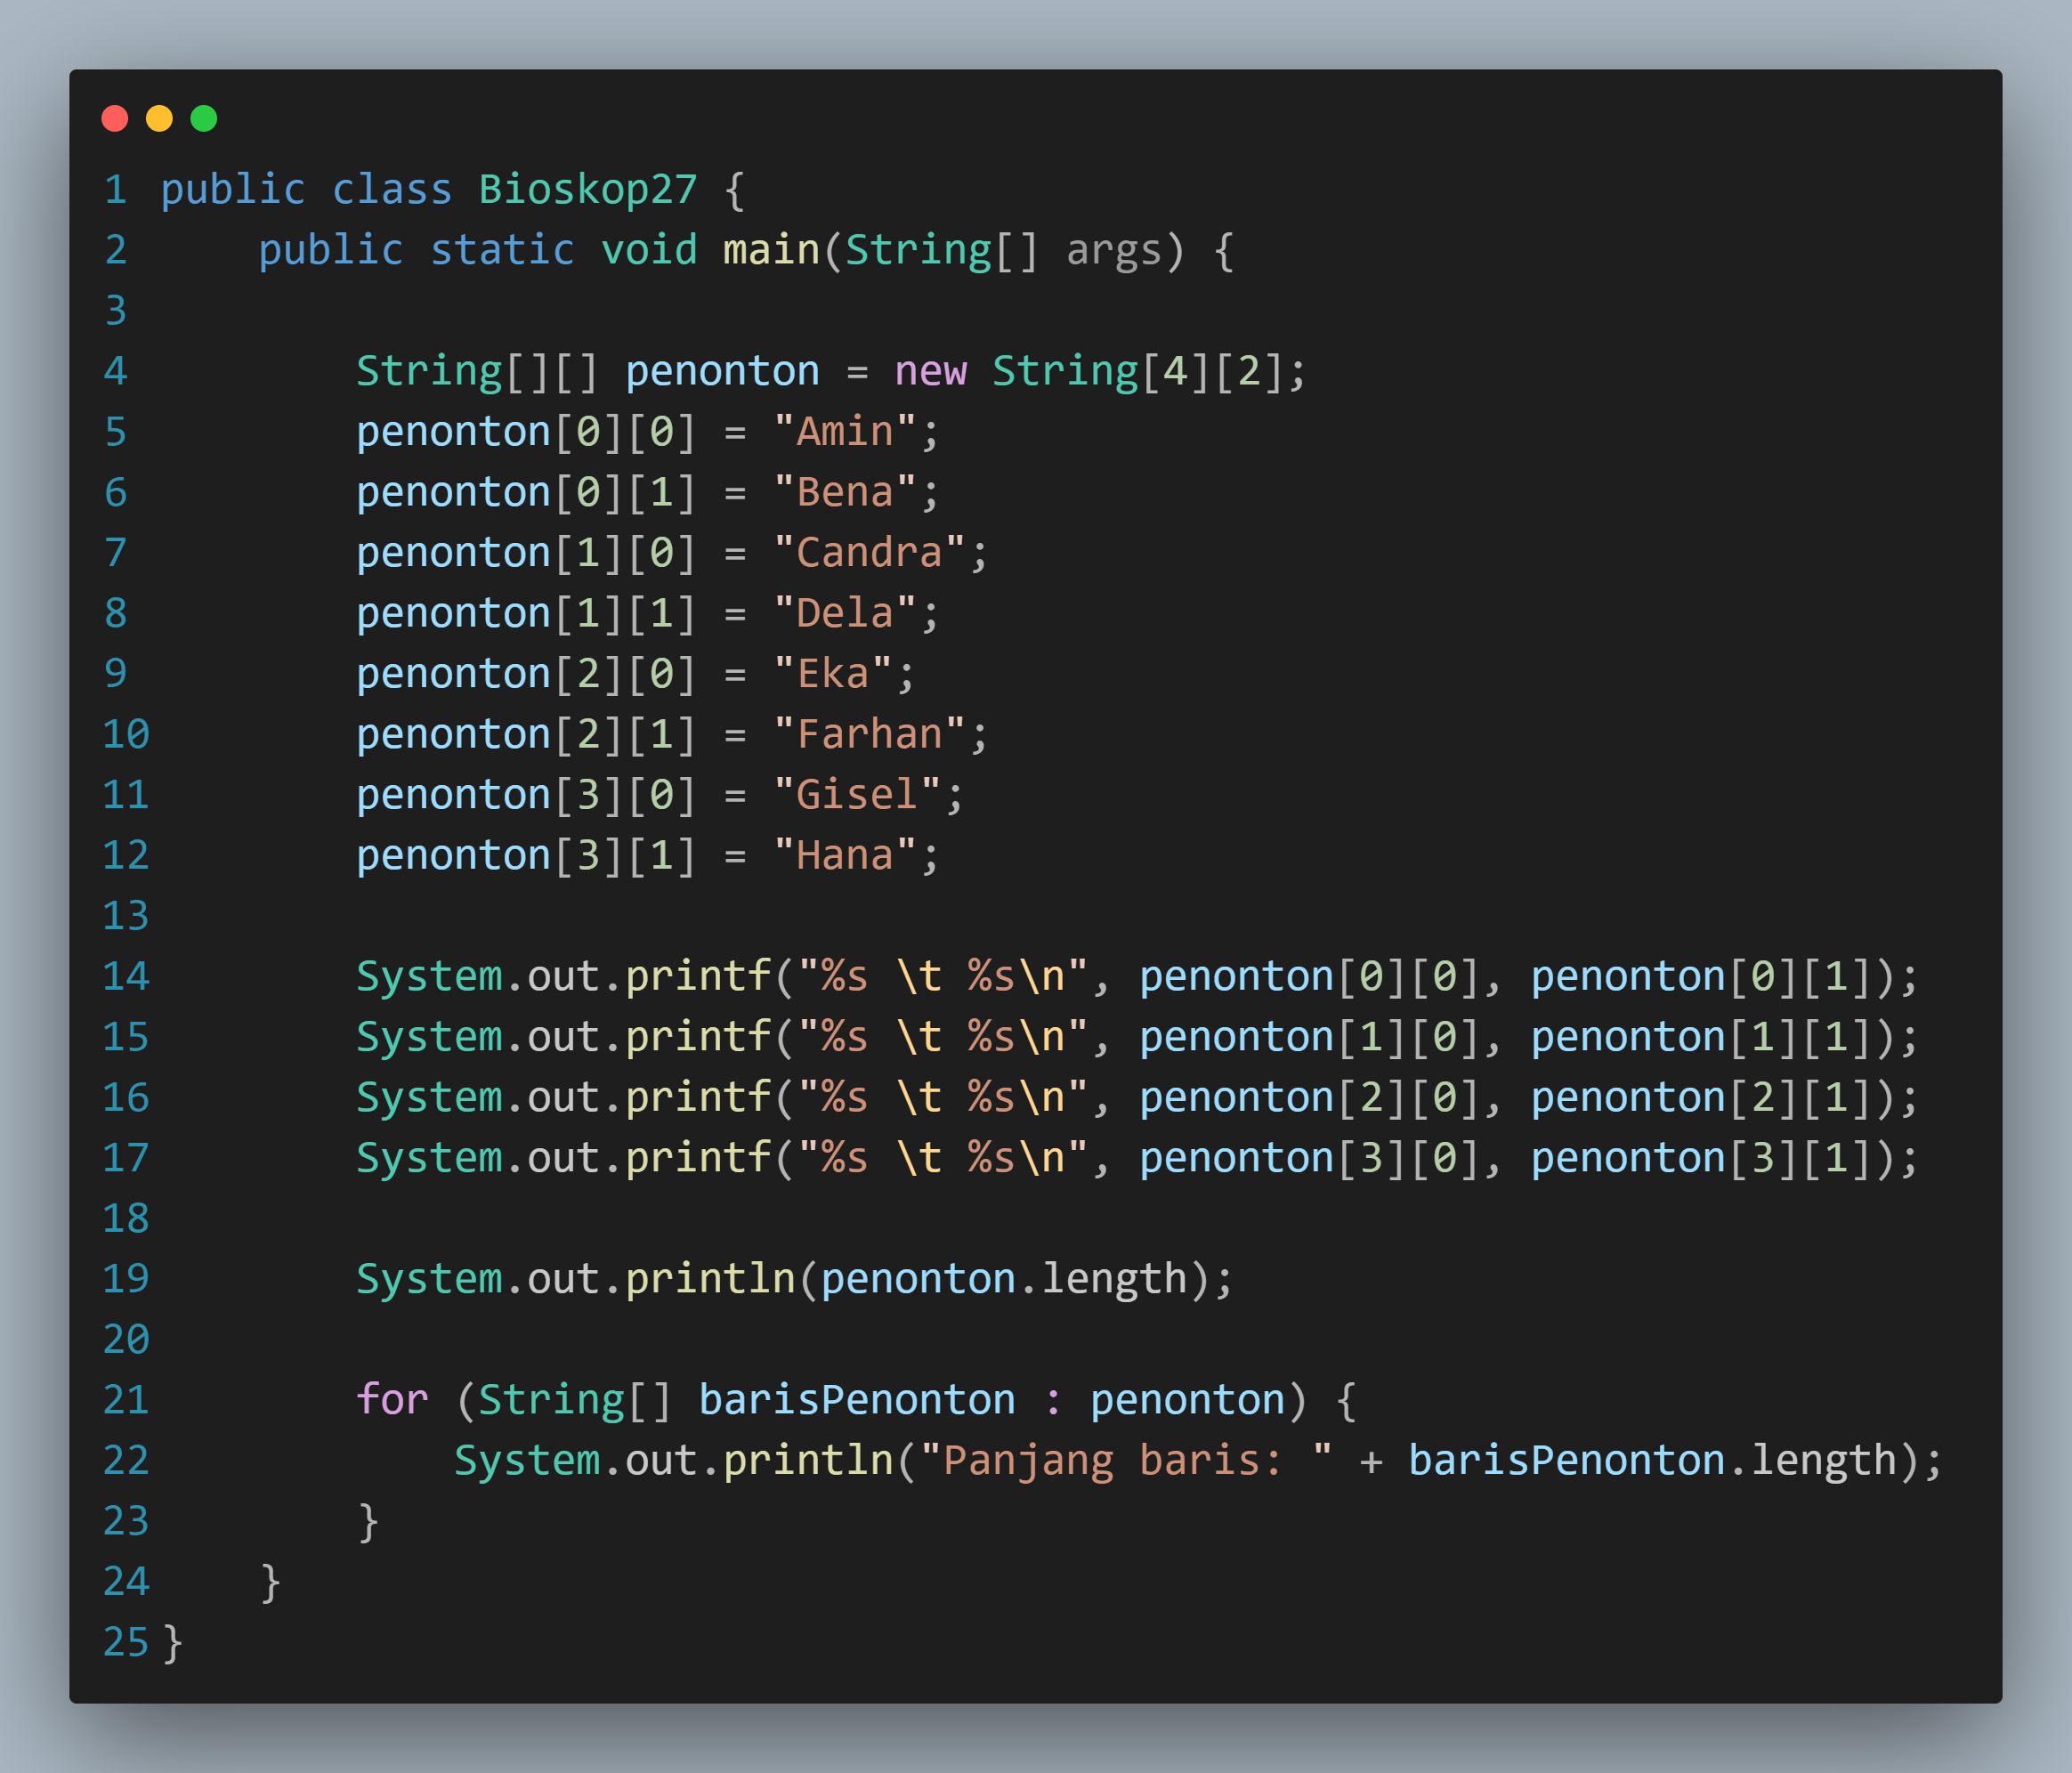 1 public class Bioskop27 {
2     public static void main(String[] args) {
3
4         String[][] penonton = new String[4][2];
5         penonton[0][0] = "Amin";
6         penonton[0][1] = "Bena";
7         penonton[1][0] = "Candra";
8         penonton[1][1] = "Dela";
9         penonton[2][0] = "Eka";
10         penonton[2][1] = "Farhan";
11         penonton[3][0] = "Gisel";
12         penonton[3][1] = "Hana";
13
14         System.out.printf("%s \t %s\n", penonton[0][0], penonton[0][1]);
15         System.out.printf("%s \t %s\n", penonton[1][0], penonton[1][1]);
16         System.out.printf("%s \t %s\n", penonton[2][0], penonton[2][1]);
17         System.out.printf("%s \t %s\n", penonton[3][0], penonton[3][1]);
18
19         System.out.println(penonton.length);
20
21         for (String[] barisPenonton : penonton) {
22             System.out.println("Panjang baris: " + barisPenonton.length);
23         }
24     }
25 }